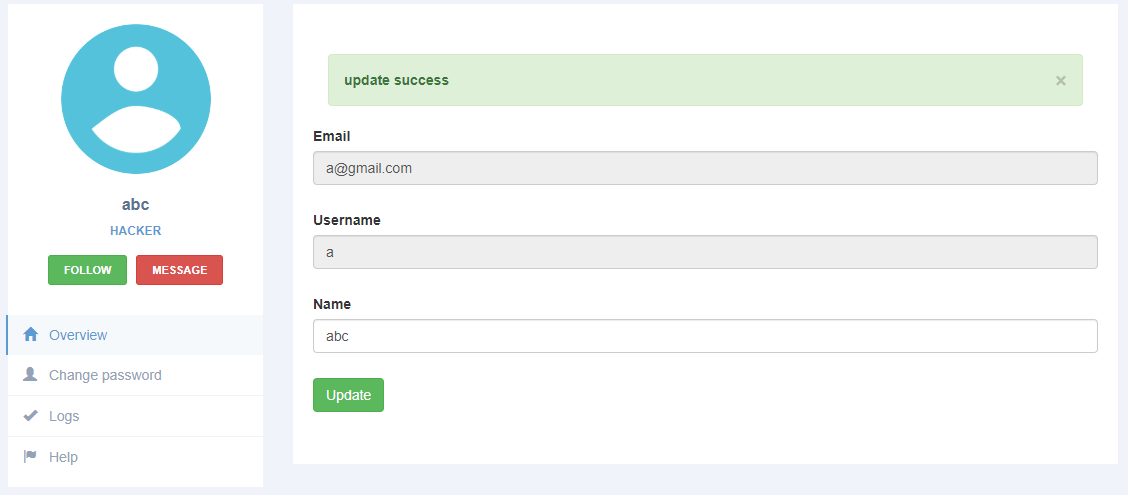 abc
HACKER
FOLLOW MESSAGE
Overview
Change password
Logs
Help
update success ×
Email
a@gmail.com
Username
a
Name
abc
Update